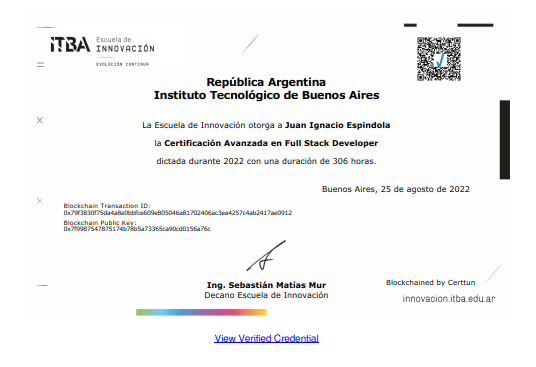 ITBA
Escuela de
INNOVACIÓN
EVOLUCIÓN CONTINUA
República Argentina
Instituto Tecnológico de Buenos Aires
La Escuela de Innovación otorga a Juan Ignacio Espindola
la Certificación Avanzada en Full Stack Developer
dictada durante 2022 con una duración de 306 horas.
Buenos Aires, 25 de agosto de 2022
Blockchain Transaction ID:
0x79f3830f75da4a8e0bbfce609e805046a81702406ac3ea4257c4ab2417ae0912
Blockchain Public Key:
0x7f9987547875174b78b5a73365ca90cd0156a76c
Ing. Sebastián Matías Mur
Decano Escuela de Innovación
Blockchained by Certtun
innovacion.itba.edu.ar
View Verified Credential